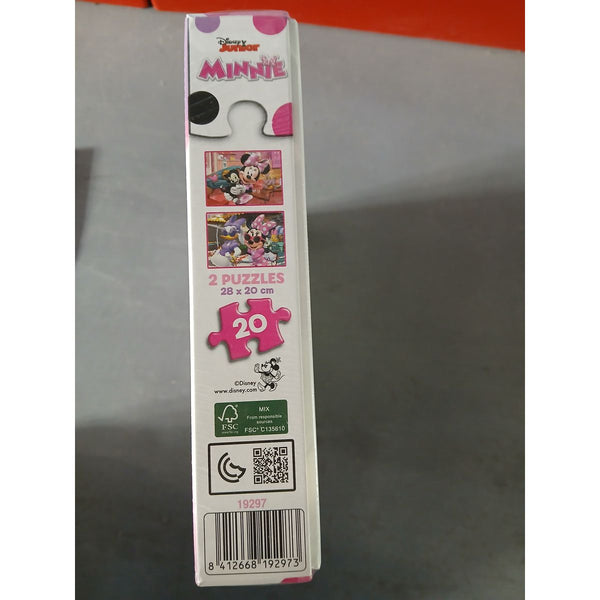 Disney
Junior
MINNIE
2 PUZZLES
28 x 20 cm
20
©Disney
www.disney.com
FSC
MIX
From responsible
sources
FSC® C135610
19297
8 412668 192973